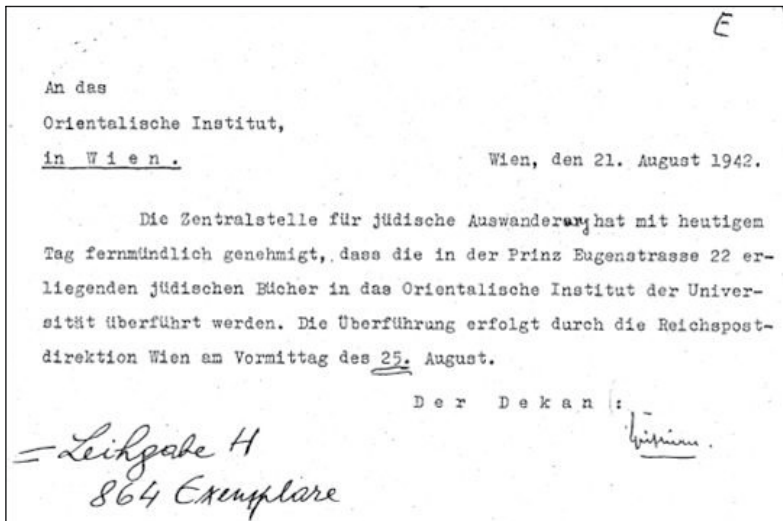 E
An das
Orientalische Institut,
in Wien.
Wien, den 21. August 1942.
Die Zentralstelle für jüdische Auswanderung hat mit heutigem
Tag fernmündlich genehmigt, dass die in der Prinz Eugenstrasse 22 er-
liegenden jüdischen Bücher in das Orientalische Institut der Univer-
sität überführt werden. Die Überführung erfolgt durch die Reichspost-
direktion Wien am Vormittag des 25. August.
Der Dekan:
= Leihgabe H
864 Exemplare